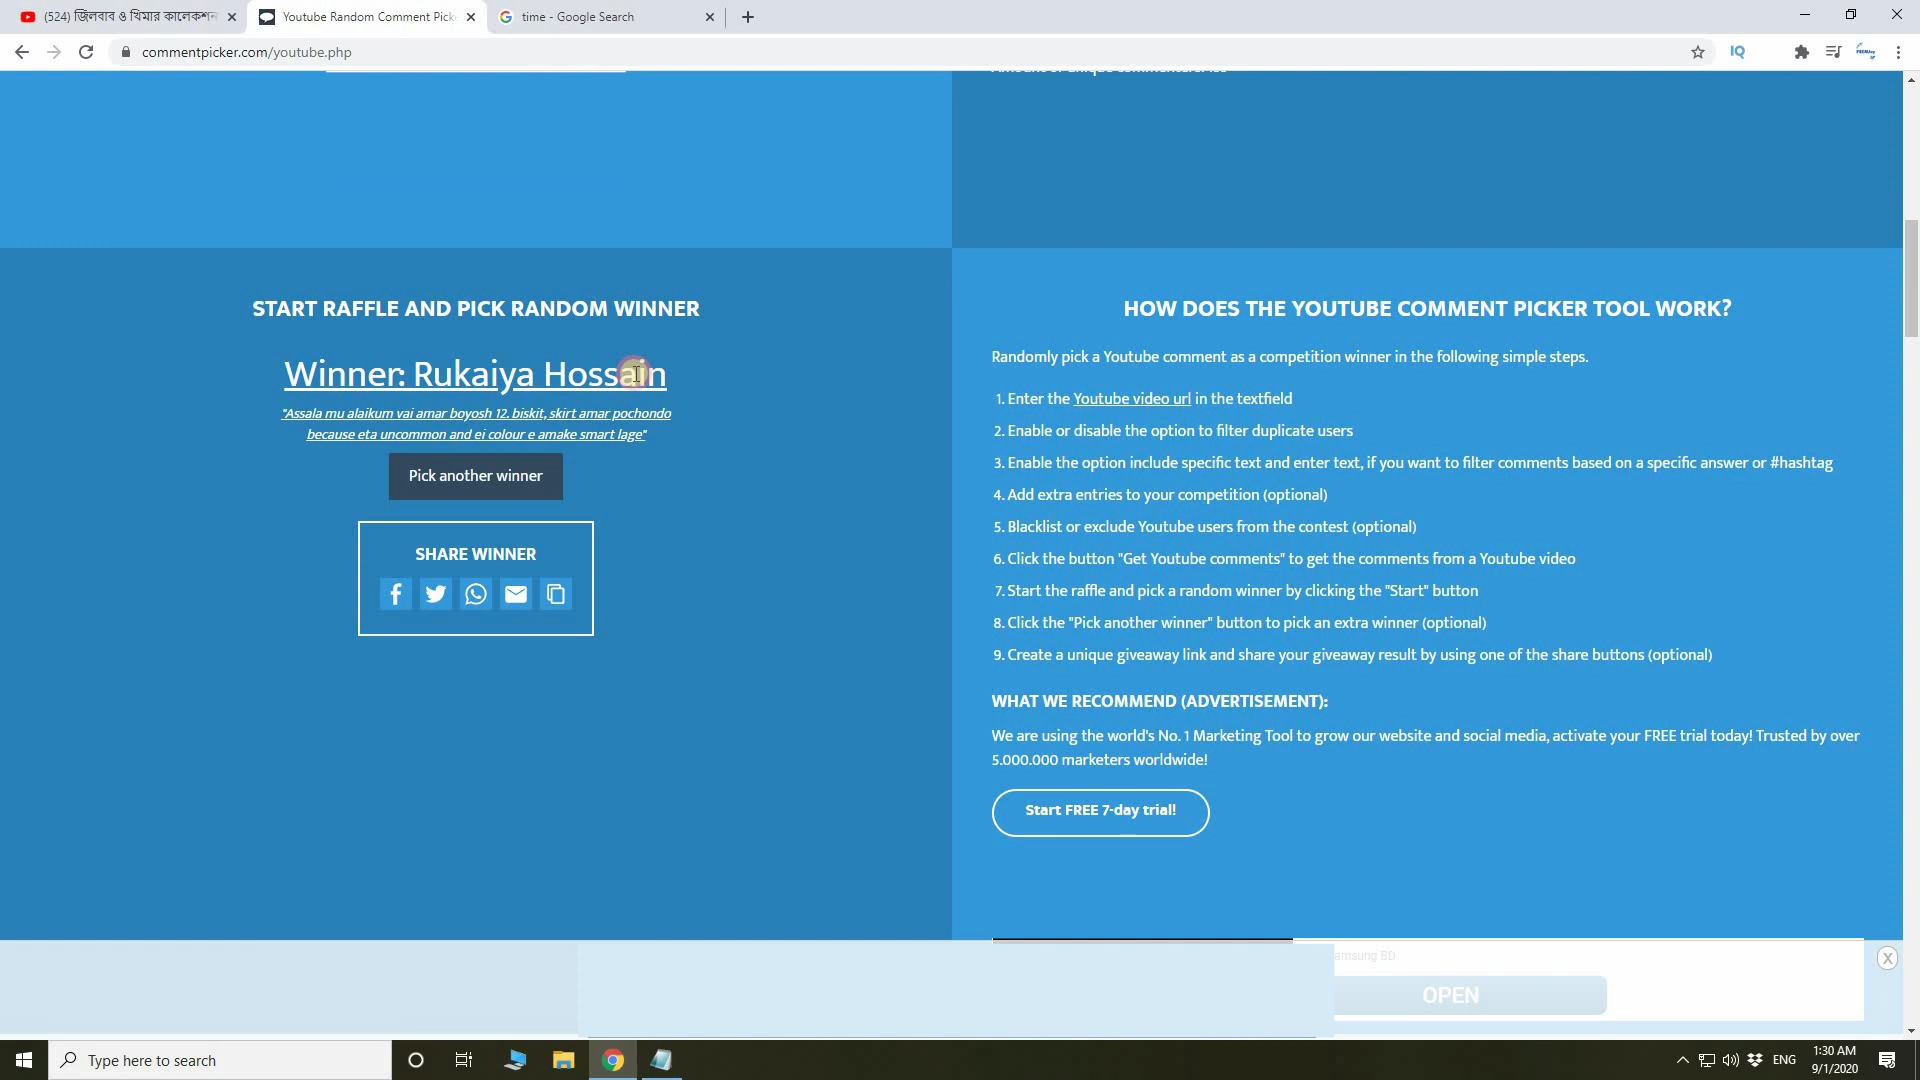 (524) জিলবাব ও খিমার কালেকশন
Youtube Random Comment Pick
time - Google Search
commentpicker.com/youtube.php
IQ
START RAFFLE AND PICK RANDOM WINNER
Winner: Rukaiya Hossain
"Assala mu alaikum vai amar boyosh 12. biskit, skirt amar pochondo
because eta uncommon and ei colour e amake smart lage"
Pick another winner
SHARE WINNER
HOW DOES THE YOUTUBE COMMENT PICKER TOOL WORK?
Randomly pick a Youtube comment as a competition winner in the following simple steps.
1. Enter the Youtube video url in the textfield
2. Enable or disable the option to filter duplicate users
3. Enable the option include specific text and enter text, if you want to filter comments based on a specific answer or #hashtag
4. Add extra entries to your competition (optional)
5. Blacklist or exclude Youtube users from the contest (optional)
6. Click the button "Get Youtube comments" to get the comments from a Youtube video
7. Start the raffle and pick a random winner by clicking the "Start" button
8. Click the "Pick another winner" button to pick an extra winner (optional)
9. Create a unique giveaway link and share your giveaway result by using one of the share buttons (optional)
WHAT WE RECOMMEND (ADVERTISEMENT):
We are using the world's No. 1 Marketing Tool to grow our website and social media, activate your FREE trial today! Trusted by over
5.000.000 marketers worldwide!
Start FREE 7-day trial!
amsung BD
OPEN
X
Type here to search
ENG
1:30 AM
9/1/2020